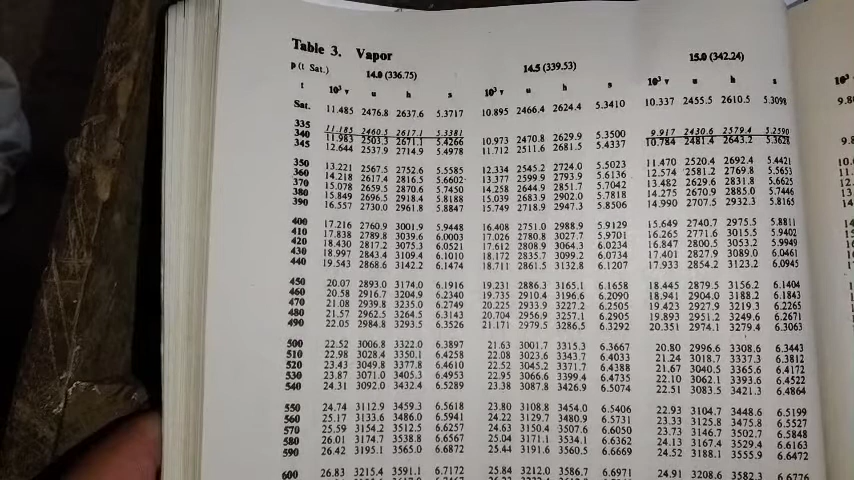 Table 3. Vapor
p (t Sat.) 14.0 (336.75) 14.5 (339.53) 15.0 (342.24)
t 10³ v u h s 10³ v u h s 10³ v u h s 10³
Sat. 11.485 2476.8 2637.6 5.3717 10.895 2466.4 2624.4 5.3410 10.337 2455.5 2610.5 5.3098
335 11.185 2460.5 2617.1 5.3381 9.917 2430.6 2579.4 5.2590
340 11.983 2503.3 2671.1 5.4266 10.973 2470.8 2629.9 5.3500 10.784 2481.4 2643.2 5.3628
345 12.644 2537.9 2714.9 5.4978 11.712 2511.6 2681.5 5.4337
350 13.221 2567.5 2752.6 5.5585 12.334 2545.2 2724.0 5.5023 11.470 2520.4 2692.4 5.4421
360 14.218 2617.4 2816.5 5.6602 13.377 2599.9 2793.9 5.6136 12.574 2581.2 2769.8 5.5653
370 15.078 2659.5 2870.6 5.7450 14.258 2644.9 2851.7 5.7042 13.482 2629.6 2831.8 5.6625
380 15.849 2696.5 2918.4 5.8188 15.039 2683.9 2902.0 5.7818 14.275 2670.9 2885.0 5.7446
390 16.557 2730.0 2961.8 5.8847 15.749 2718.9 2947.3 5.8506 14.990 2707.5 2932.3 5.8165
400 17.216 2760.9 3001.9 5.9448 16.408 2751.0 2988.9 5.9129 15.649 2740.7 2975.5 5.8811
410 17.838 2789.8 3039.6 6.0003 17.026 2780.8 3027.7 5.9701 16.265 2771.6 3015.5 5.9402
420 18.430 2817.2 3075.3 6.0521 17.612 2808.9 3064.3 6.0234 16.847 2800.5 3053.2 5.9949
430 18.997 2843.4 3109.4 6.1010 18.172 2835.7 3099.2 6.0734 17.401 2827.9 3089.0 6.0461
440 19.543 2868.6 3142.2 6.1474 18.711 2861.5 3132.8 6.1207 17.933 2854.2 3123.2 6.0945
450 20.07 2893.0 3174.0 6.1916 19.231 2886.3 3165.1 6.1658 18.445 2879.5 3156.2 6.1404
460 20.58 2916.7 3204.9 6.2340 19.735 2910.4 3196.6 6.2090 18.941 2904.0 3188.2 6.1843
470 21.08 2939.8 3235.0 6.2749 20.225 2933.9 3227.2 6.2505 19.423 2927.9 3219.3 6.2265
480 21.57 2962.5 3264.5 6.3143 20.704 2956.9 3257.1 6.2905 19.893 2951.2 3249.6 6.2671
490 22.05 2984.8 3293.5 6.3526 21.171 2979.5 3286.5 6.3292 20.351 2974.1 3279.4 6.3063
500 22.52 3006.8 3322.0 6.3897 21.63 3001.7 3315.3 6.3667 20.80 2996.6 3308.6 6.3443
510 22.98 3028.4 3350.1 6.4258 22.08 3023.6 3343.7 6.4033 21.24 3018.7 3337.3 6.3812
520 23.43 3049.8 3377.8 6.4610 22.52 3045.2 3371.7 6.4388 21.67 3040.5 3365.6 6.4172
530 23.87 3071.0 3405.3 6.4953 22.95 3066.6 3399.4 6.4735 22.10 3062.1 3393.6 6.4522
540 24.31 3092.0 3432.4 6.5289 23.38 3087.8 3426.9 6.5074 22.51 3083.5 3421.3 6.4864
550 24.74 3112.9 3459.3 6.5618 23.80 3108.8 3454.0 6.5406 22.93 3104.7 3448.6 6.5199
560 25.17 3133.6 3486.0 6.5941 24.22 3129.7 3480.9 6.5731 23.33 3125.8 3475.8 6.5527
570 25.59 3154.2 3512.5 6.6257 24.63 3150.4 3507.6 6.6050 23.73 3146.7 3502.7 6.5848
580 26.01 3174.7 3538.8 6.6567 25.04 3171.1 3534.1 6.6362 24.13 3167.4 3529.4 6.6163
590 26.42 3195.1 3565.0 6.6872 25.44 3191.6 3560.5 6.6669 24.52 3188.1 3555.9 6.6472
600 26.83 3215.4 3591.1 6.7172 25.84 3212.0 3586.7 6.6971 24.91 3208.6 3582.3 6.6776